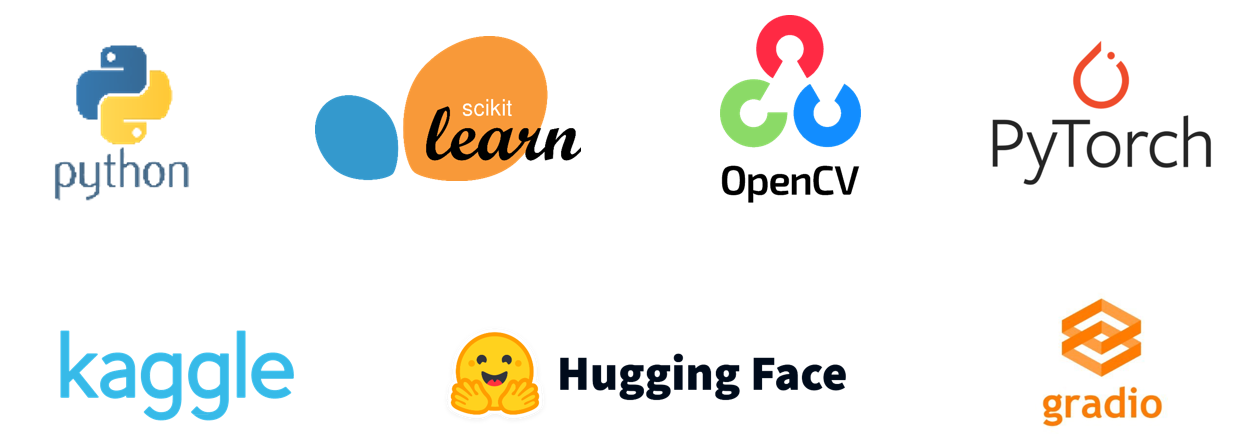 python
scikit
learn
OpenCV
PyTorch
kaggle
Hugging Face
gradio